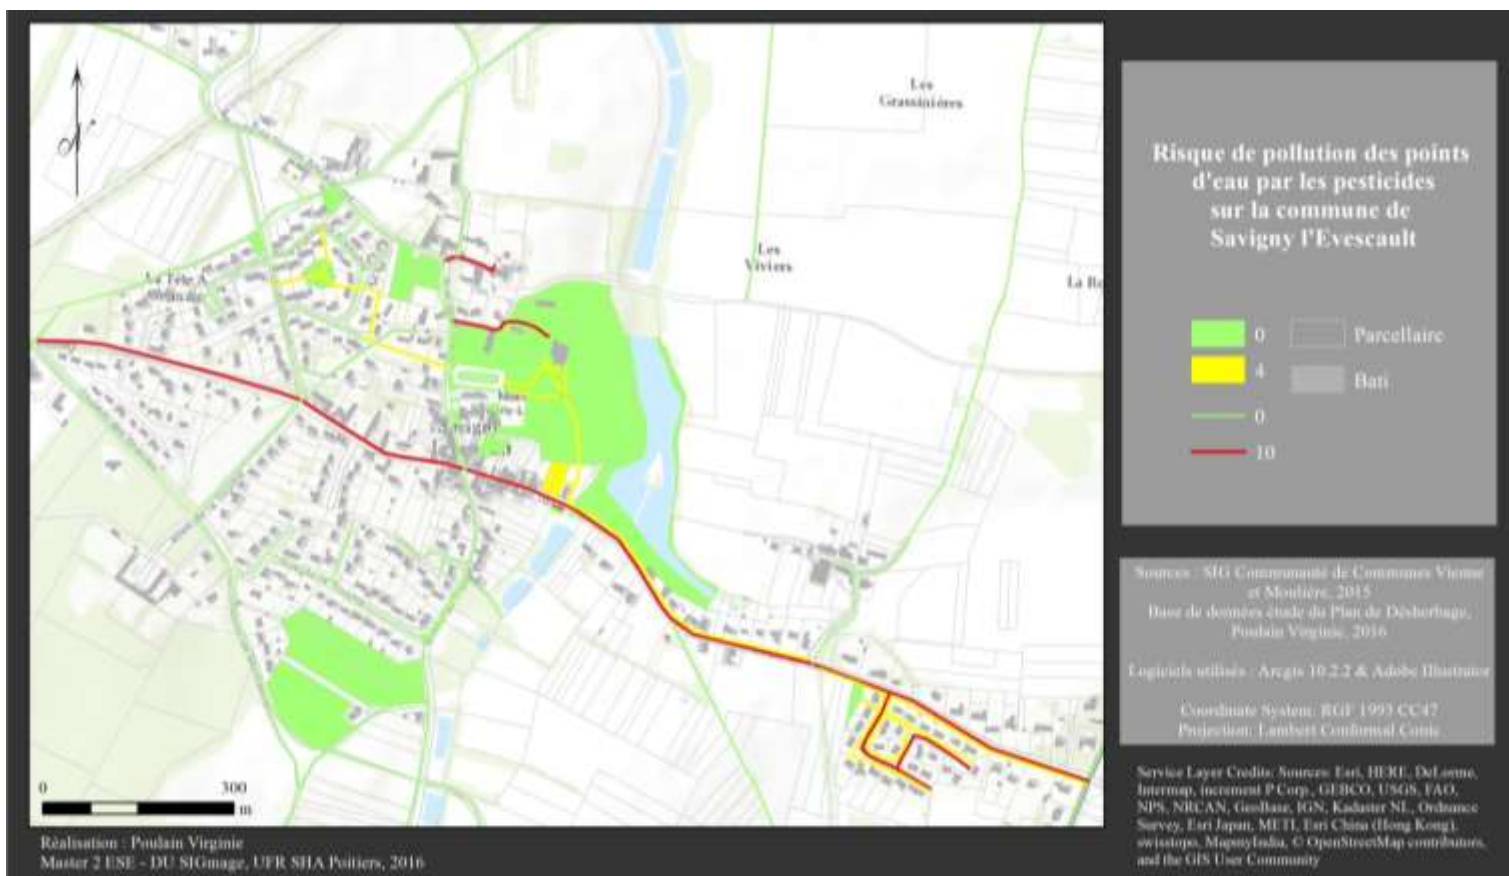 Les
Grassinières
Les
Viviers
La Ro
La Tête À
N
0 300
m
Risque de pollution des points
d'eau par les pesticides
sur la commune de
Savigny l'Evescault
0 Parcellaire
4 Bati
0
10
Sources : SIG Communauté de Communes Vienne
et Moulière, 2015
Base de données étude du Plan de Désherbage,
Poulain Virginie, 2016
Logiciels utilisés : Arcgis 10.2.2 & Adobe Illustrator
Coordinate System: RGF 1993 CC47
Projection: Lambert Conformal Conic
Service Layer Credits: Sources: Esri, HERE, DeLorme,
Intermap, increment P Corp., GEBCO, USGS, FAO,
NPS, NRCAN, GeoBase, IGN, Kadaster NL, Ordnance
Survey, Esri Japan, METI, Esri China (Hong Kong),
swisstopo, MapmyIndia, © OpenStreetMap contributors,
and the GIS User Community
Réalisation : Poulain Virginie
Master 2 ESE - DU SIGmage, UFR SHA Poitiers, 2016